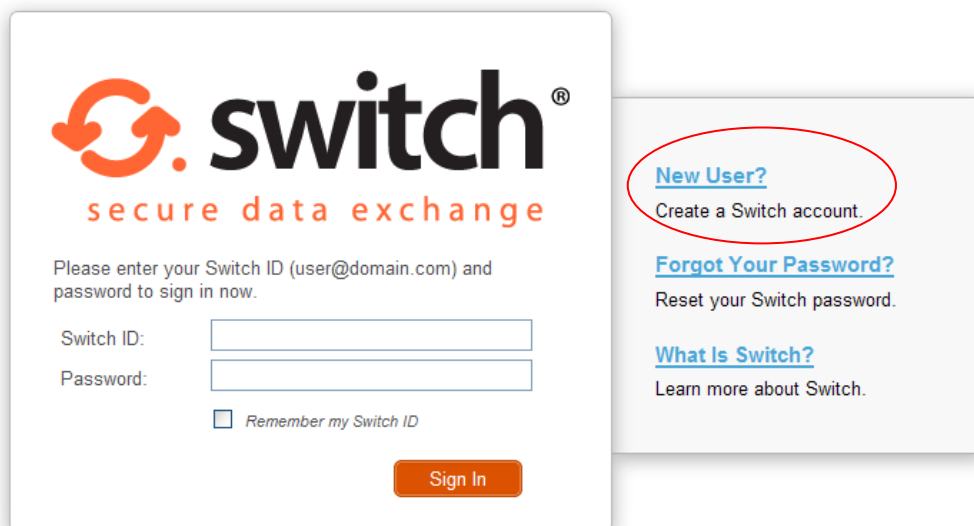 switch®
secure data exchange
Please enter your Switch ID (user@domain.com) and
password to sign in now.
Switch ID:
Password:
Remember my Switch ID
Sign In
New User?
Create a Switch account.
Forgot Your Password?
Reset your Switch password.
What Is Switch?
Learn more about Switch.